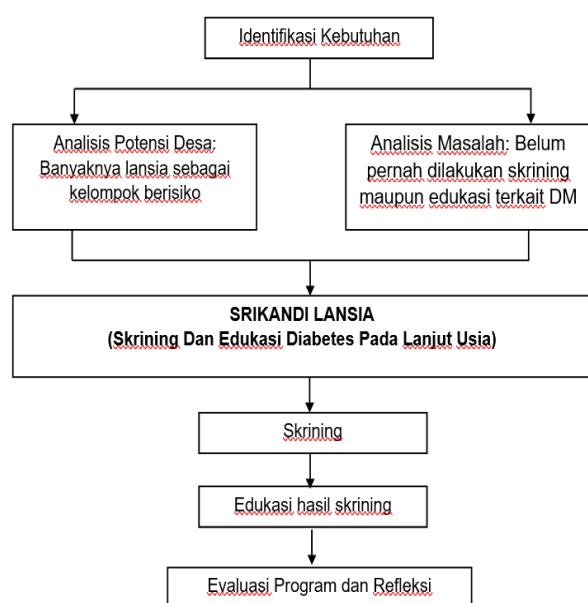 Identifikasi Kebutuhan
Analisis Potensi Desa:
Banyaknya lansia sebagai
kelompok berisiko
Analisis Masalah: Belum
pernah dilakukan skrining
maupun edukasi terkait DM
SRIKANDI LANSIA
(Skrining Dan Edukasi Diabetes Pada Lanjut Usia)
Skrining
Edukasi hasil skrining
Evaluasi Program dan Refleksi